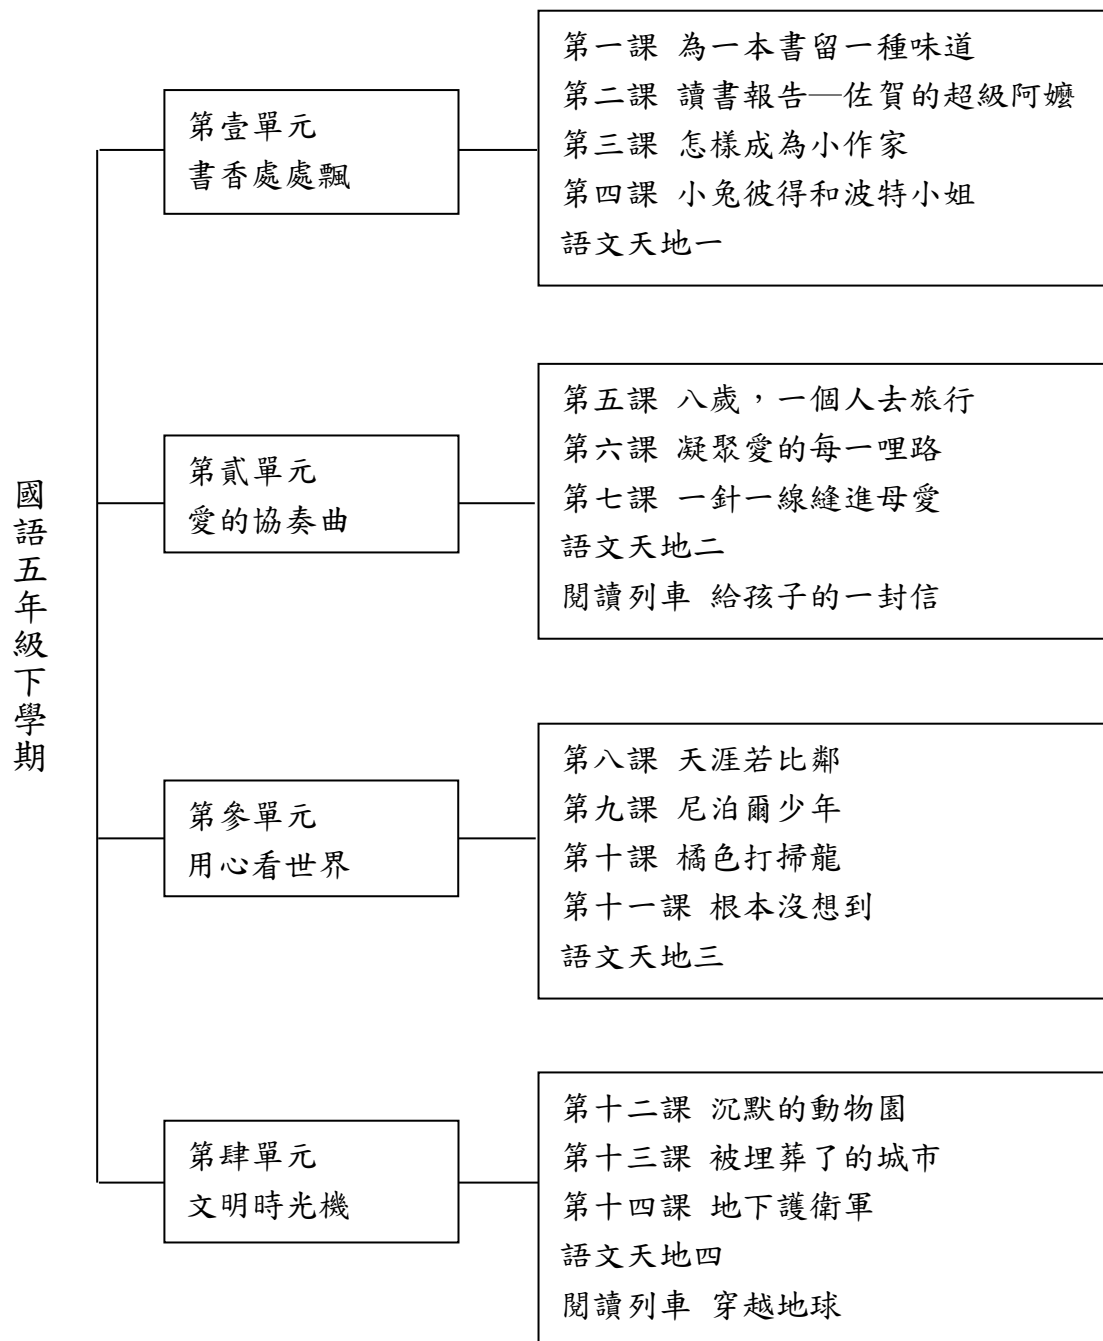 國語五年級下學期
第壹單元
書香處處飄
第一課 為一本書留一種味道
第二課 讀書報告─佐賀的超級阿嬤
第三課 怎樣成為小作家
第四課 小兔彼得和波特小姐
語文天地一
第貳單元
愛的協奏曲
第五課 八歲，一個人去旅行
第六課 凝聚愛的每一哩路
第七課 一針一線縫進母愛
語文天地二
閱讀列車 給孩子的一封信
第參單元
用心看世界
第八課 天涯若比鄰
第九課 尼泊爾少年
第十課 橘色打掃龍
第十一課 根本沒想到
語文天地三
第肆單元
文明時光機
第十二課 沉默的動物園
第十三課 被埋葬了的城市
第十四課 地下護衛軍
語文天地四
閱讀列車 穿越地球